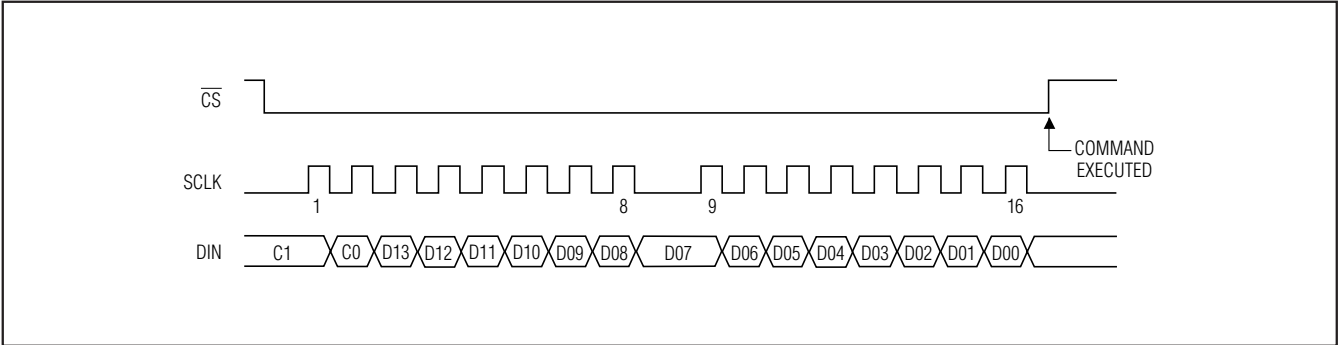 CS
COMMAND
EXECUTED
SCLK
1 8 9 16
DIN C1 C0 D13 D12 D11 D10 D09 D08 D07 D06 D05 D04 D03 D02 D01 D00